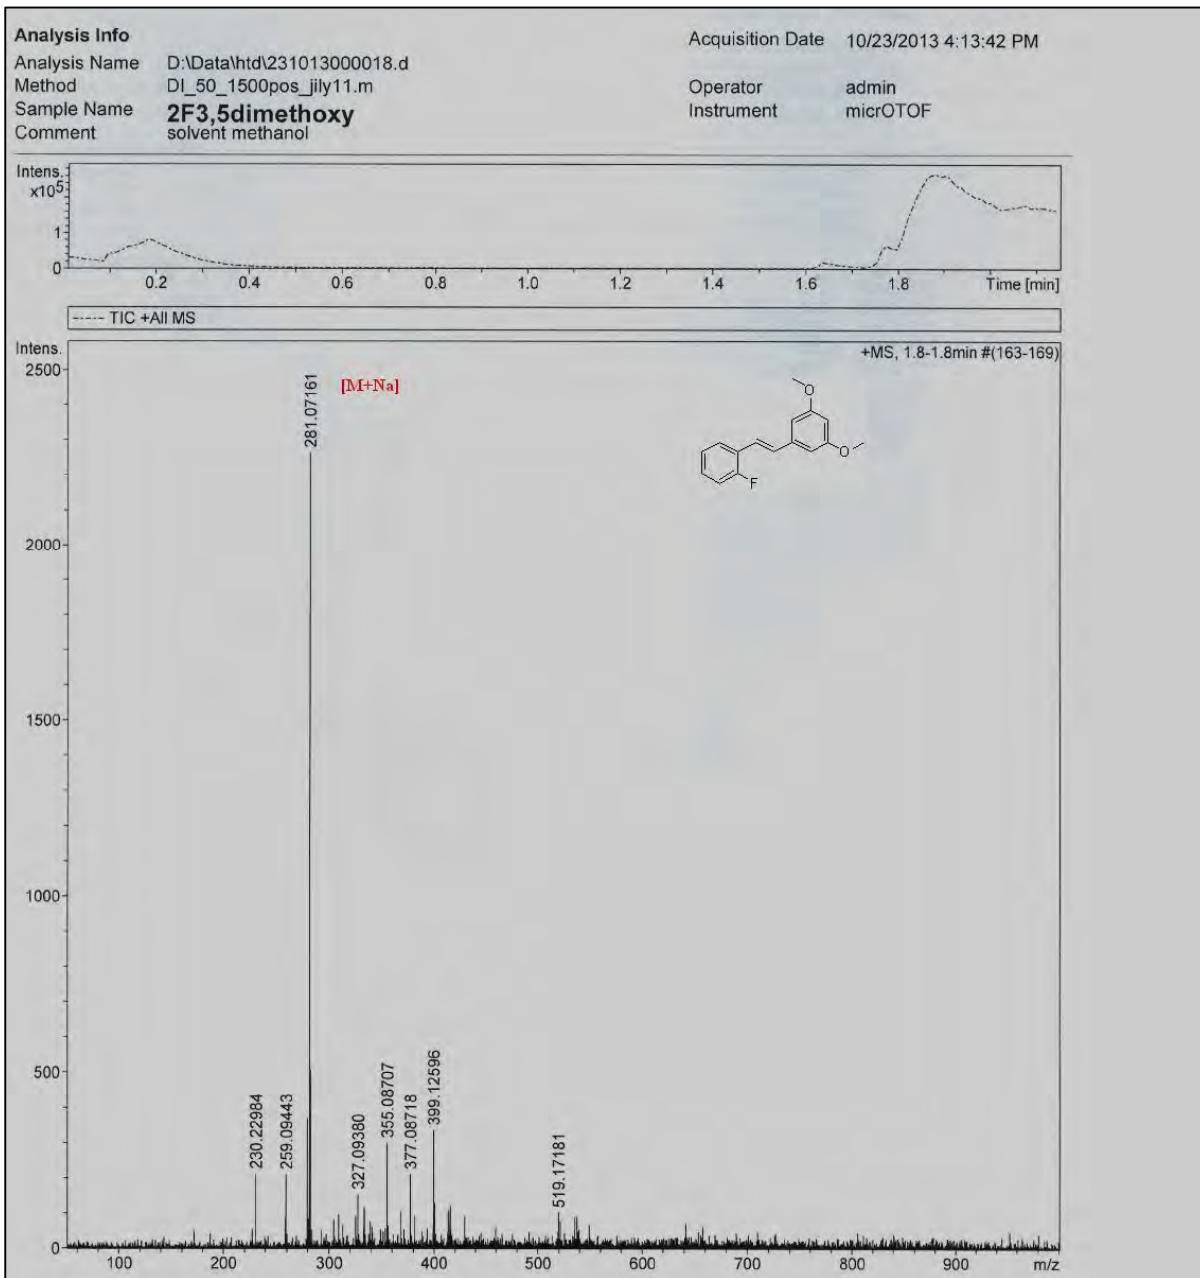 Analysis Info
Acquisition Date 10/23/2013 4:13:42 PM
Analysis Name D:\Data\htd\231013000018.d
Method DI_50_1500pos_jily11.m
Operator admin
Sample Name 2F3,5dimethoxy
Instrument micrOTOF
Comment solvent methanol
Intens.
x10⁵
1
0
0.2 0.4 0.6 0.8 1.0 1.2 1.4 1.6 1.8 Time [min]
TIC +All MS
Intens.
+MS, 1.8-1.8min #(163-169)
2500
[M+Na]
281.07161
O
O
F
2000
1500
1000
500
230.22984
259.09443
327.09380
355.08707
377.08718
399.12596
519.17181
0
100 200 300 400 500 600 700 800 900 m/z